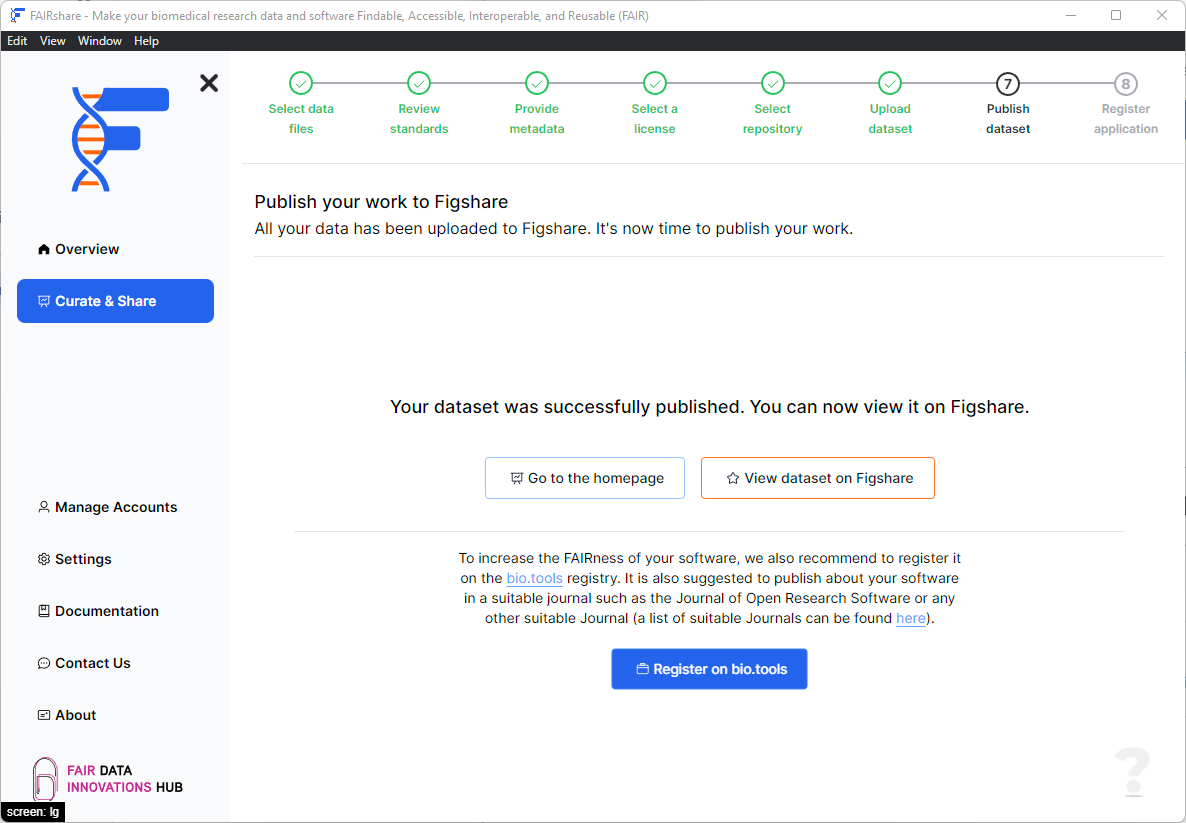 FAIRshare - Make your biomedical research data and software Findable, Accessible, Interoperable, and Reusable (FAIR)
Edit View Window Help
Select data files
Review standards
Provide metadata
Select a license
Select repository
Upload dataset
7
Publish dataset
8
Register application
Overview
Curate & Share
Manage Accounts
Settings
Documentation
Contact Us
About
FAIR DATA
INNOVATIONS HUB
screen: lg
Publish your work to Figshare
All your data has been uploaded to Figshare. It's now time to publish your work.
Your dataset was successfully published. You can now view it on Figshare.
Go to the homepage
View dataset on Figshare
To increase the FAIRness of your software, we also recommend to register it
on the bio.tools registry. It is also suggested to publish about your software
in a suitable journal such as the Journal of Open Research Software or any
other suitable Journal (a list of suitable Journals can be found here).
Register on bio.tools
?